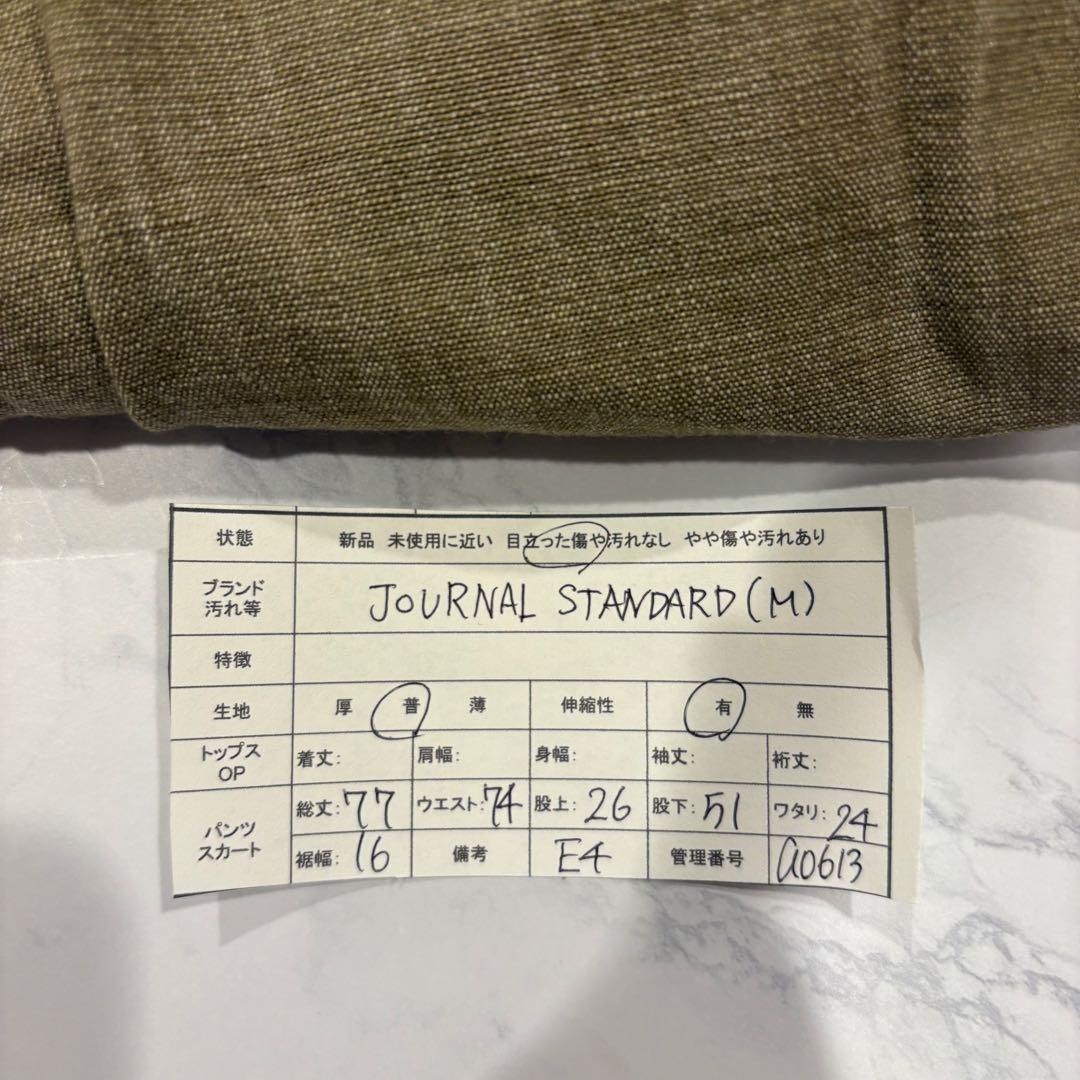 状態 新品 未使用に近い 目立った傷や汚れなし やや傷や汚れあり
ブランド
汚れ等
JOURNAL STANDARD (M)
特徴
生地 厚 普 薄 伸縮性 有 無
トップス
OP
着丈: 肩幅: 身幅: 袖丈: 裄丈:
パンツ
スカート
総丈: 77 ウエスト: 74 股上: 26 股下: 51 ワタリ: 24
裾幅: 16 備考 E4 管理番号 a0613